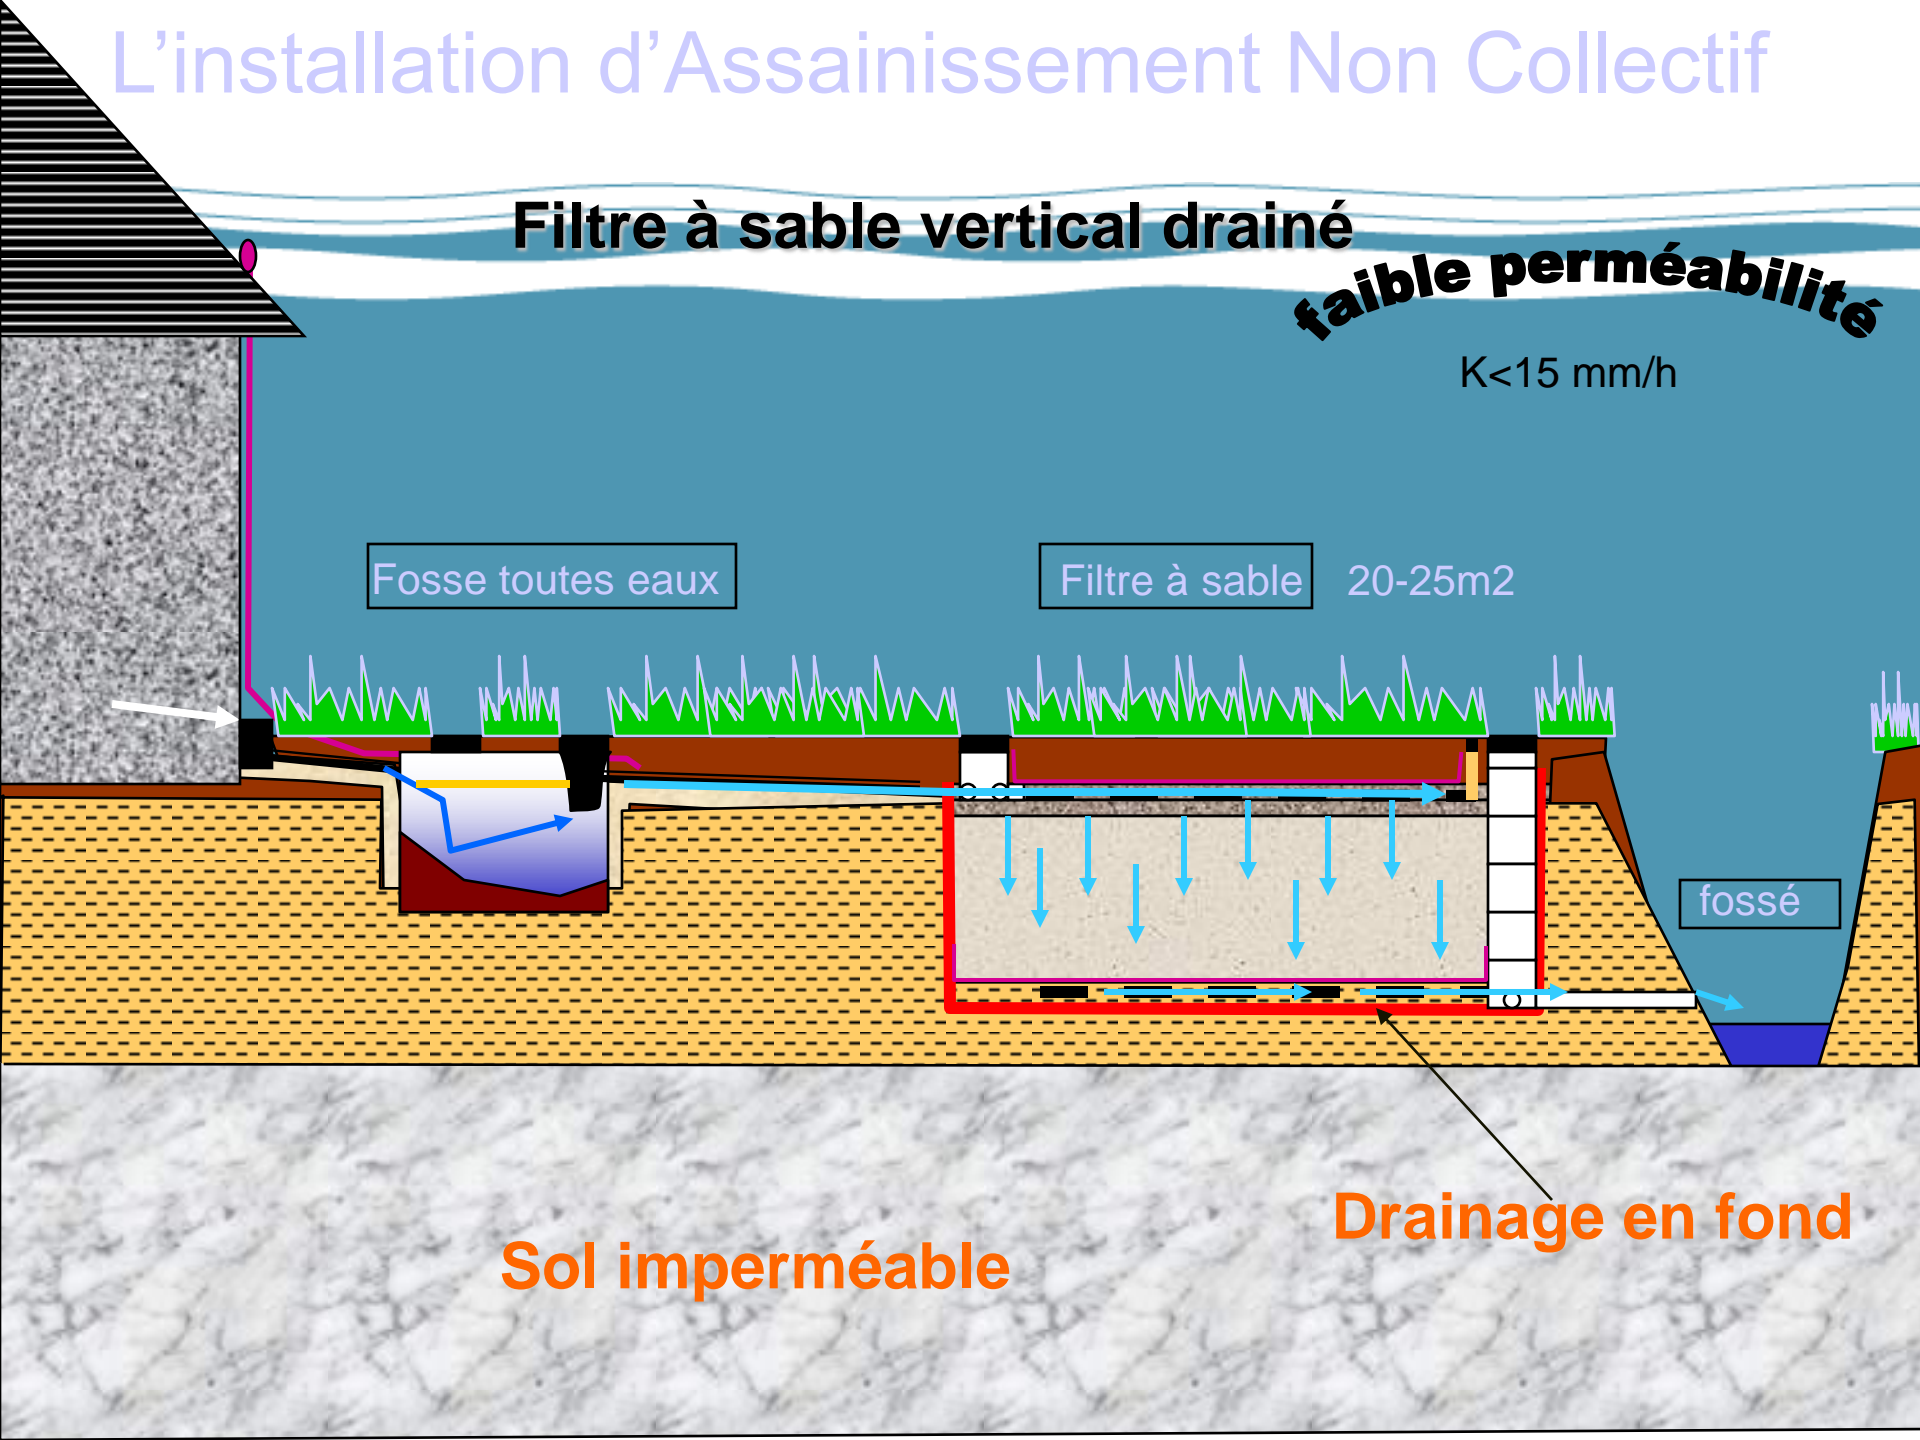 L’installation d’Assainissement Non Collectif
Filtre à sable vertical drainé
faible perméabilité
K<15 mm/h
Fosse toutes eaux
Filtre à sable
20-25m2
fossé
Drainage en fond
Sol imperméable